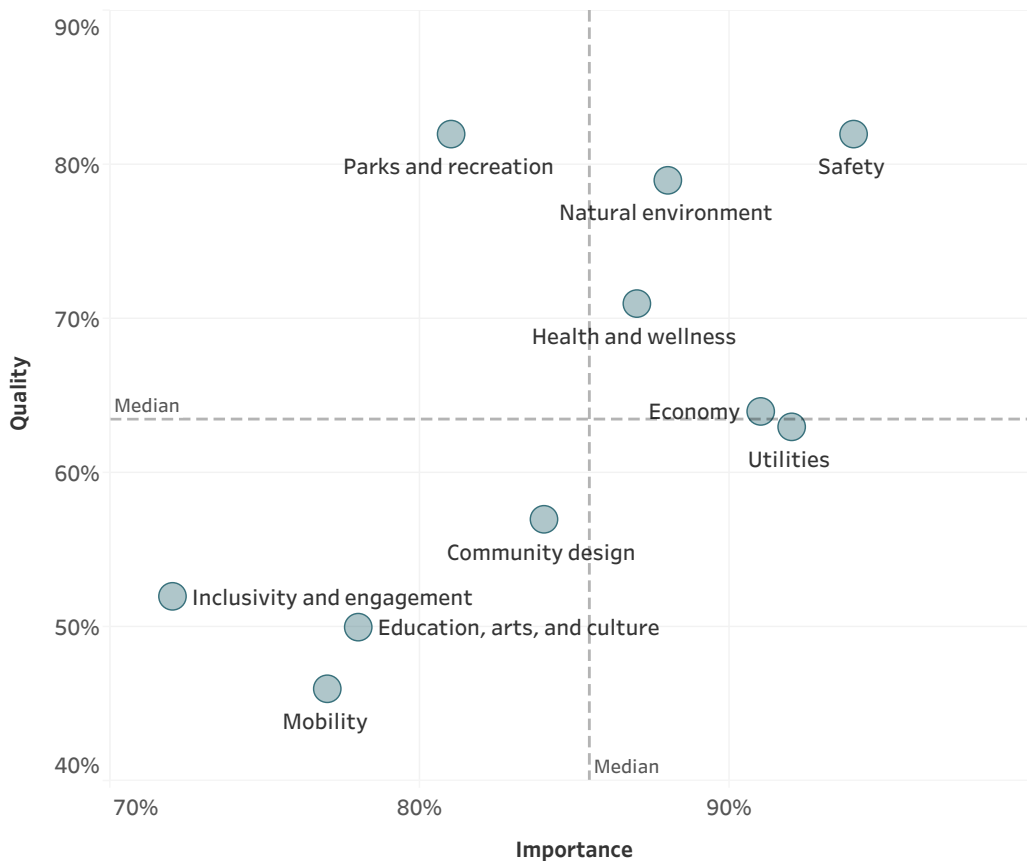 90%
Parks and recreation
Safety
80%
Natural environment
70%
Health and wellness
Quality
Median
Economy
60%
Utilities
Community design
Inclusivity and engagement
50%
Education, arts, and culture
Mobility
40%
Median
70%
80%
90%
Importance